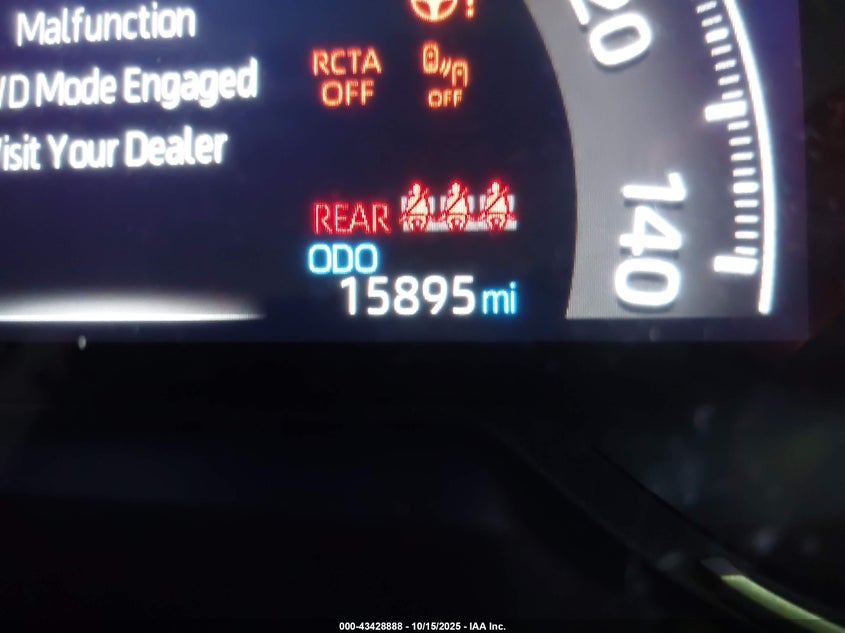 Malfunction
D Mode Engaged
isit Your Dealer
RCTA
OFF
OFF
20
REAR
140
ODO
15895 mi
000-43428888 - 10/15/2025 - IAA Inc.